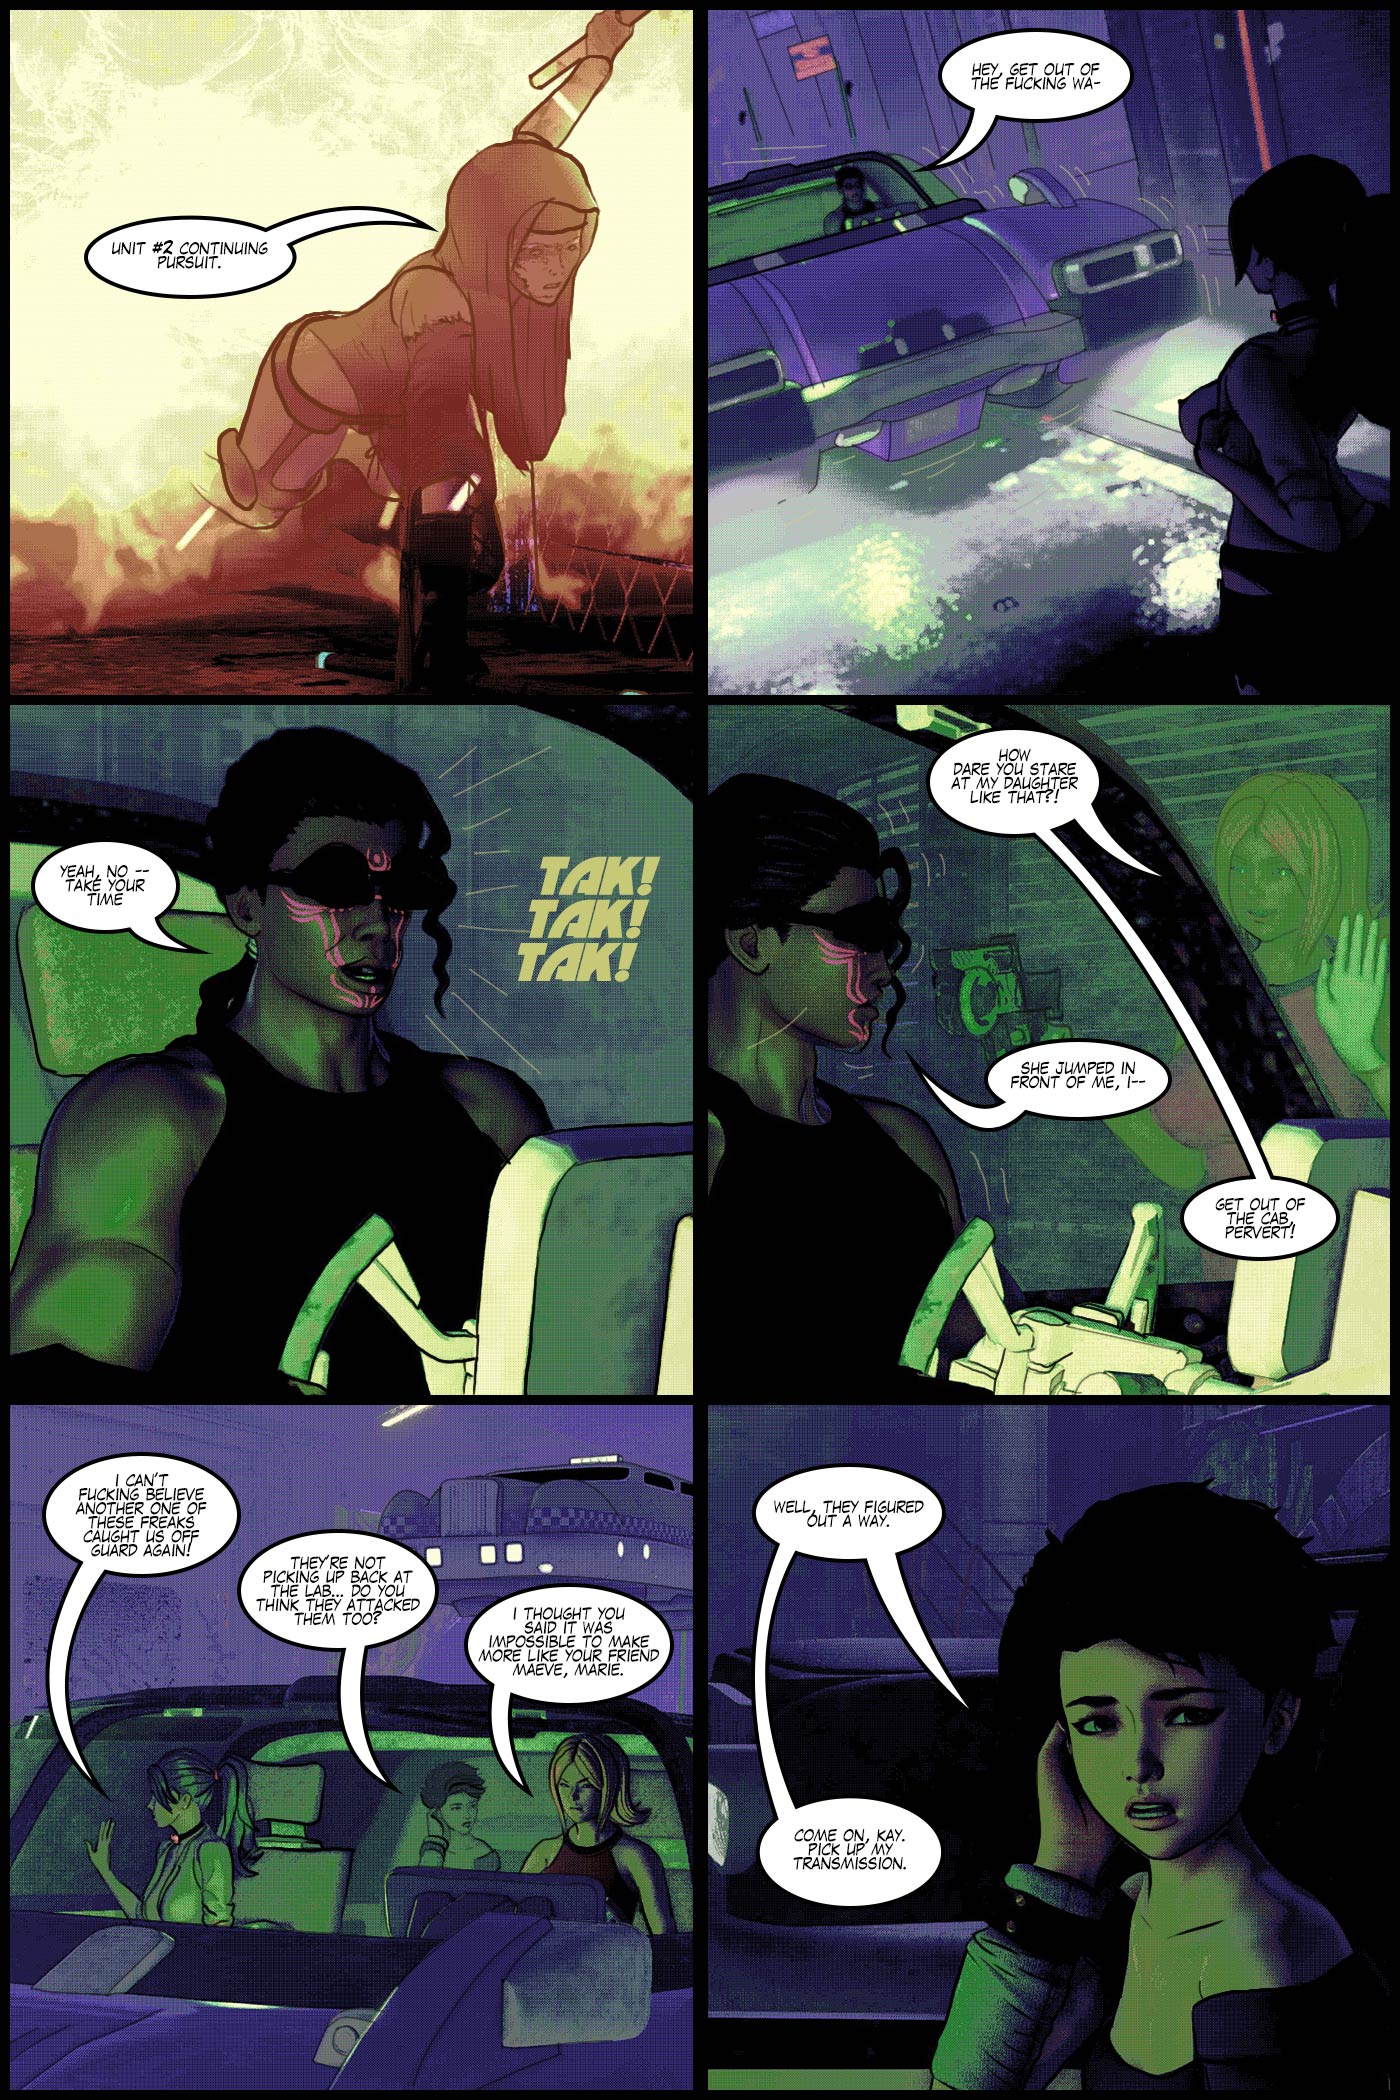 UNIT #2 CONTINUING
PURSUIT.
HEY, GET OUT OF
THE FUCKING WA-
YEAH, NO --
TAKE YOUR
TIME
TAK!
TAK!
TAK!
HOW
DARE YOU STARE
AT MY DAUGHTER
LIKE THAT?!
SHE JUMPED IN
FRONT OF ME, I--
GET OUT OF
THE CAB,
PERVERT!
I CAN'T
FUCKING BELIEVE
ANOTHER ONE OF
THESE FREAKS
CAUGHT US OFF
GUARD AGAIN!
THEY'RE NOT
PICKING UP BACK AT
THE LAB... DO YOU
THINK THEY ATTACKED
THEM TOO?
I THOUGHT YOU
SAID IT WAS
IMPOSSIBLE TO MAKE
MORE LIKE YOUR FRIEND
MAEVE, MARIE.
WELL, THEY FIGURED
OUT A WAY.
COME ON, KAY.
PICK UP MY
TRANSMISSION.